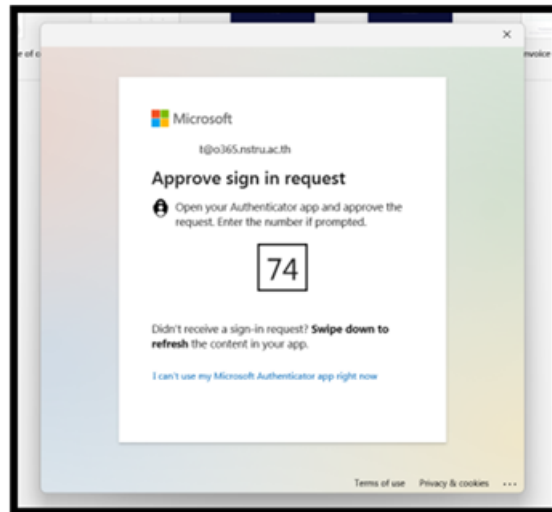 e of c
nvoice
Microsoft
t@o365.nstru.ac.th
Approve sign in request
Open your Authenticator app and approve the
request. Enter the number if prompted.
74
Didn't receive a sign-in request? Swipe down to
refresh the content in your app.
I can't use my Microsoft Authenticator app right now
Terms of use Privacy & cookies ...